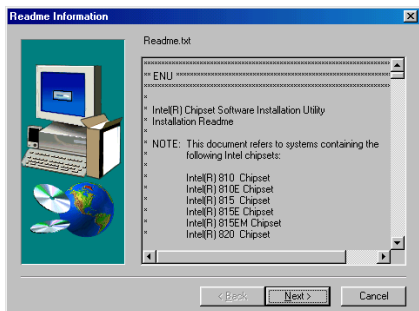 Readme Information
Readme.txt
************************************************************
** ENU ******************************************************
************************************************************
*
* Intel(R) Chipset Software Installation Utility
* Installation Readme
*
* NOTE: This document refers to systems containing the
* following Intel chipsets:
*
* Intel(R) 810 Chipset
* Intel(R) 810E Chipset
* Intel(R) 815 Chipset
* Intel(R) 815E Chipset
* Intel(R) 815EM Chipset
* Intel(R) 820 Chipset
< Back
Next >
Cancel